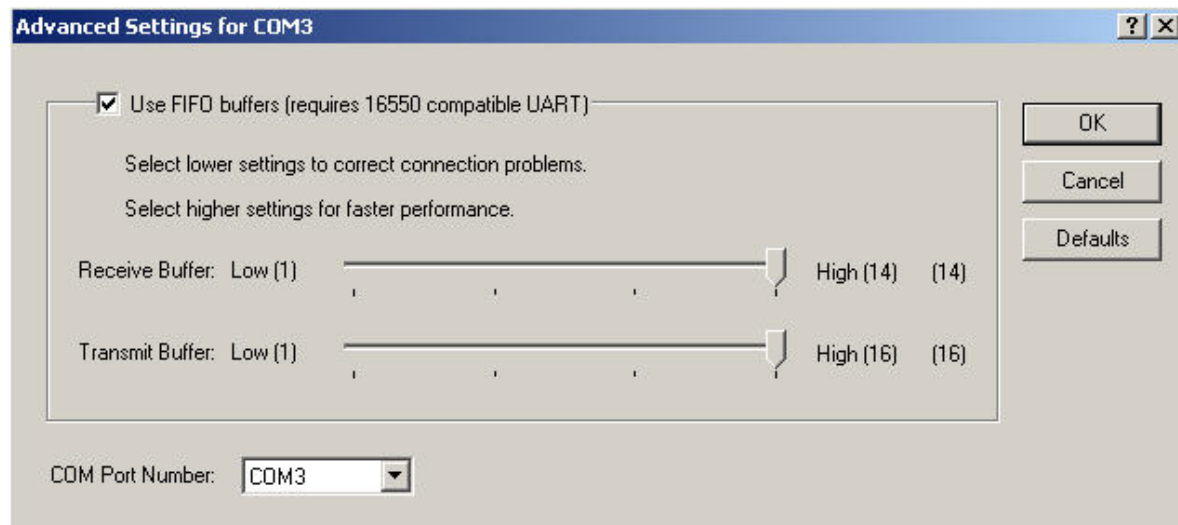 Advanced Settings for COM3
Use FIFO buffers (requires 16550 compatible UART)
OK
Select lower settings to correct connection problems.
Cancel
Select higher settings for faster performance.
Defaults
Receive Buffer: Low (1) High (14) (14)
Transmit Buffer: Low (1) High (16) (16)
COM Port Number: COM3